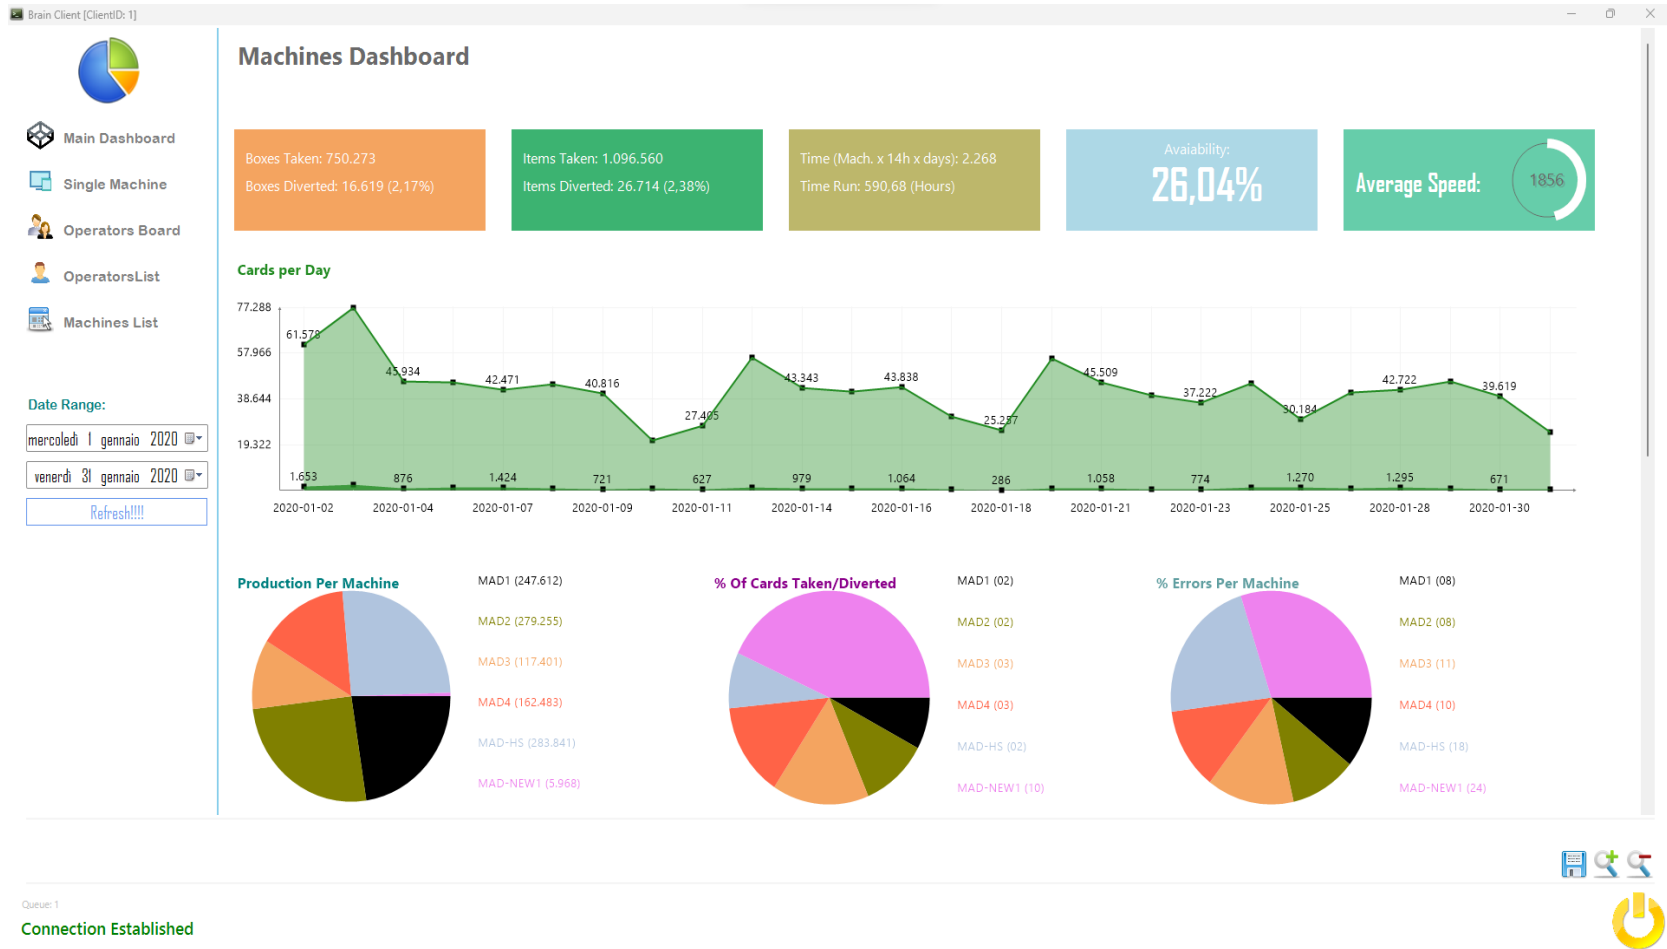 Brain Client [ClientID: 1]
Main Dashboard
Single Machine
Operators Board
OperatorsList
Machines List
Date Range:
mercoledì 1 gennaio 2020
venerdì 31 gennaio 2020
Refresh!!!!
Machines Dashboard
Boxes Taken: 750.273
Boxes Diverted: 16.619 (2,17%)
Items Taken: 1.096.560
Items Diverted: 26.714 (2,38%)
Time (Mach. x 14h x days): 2.268
Time Run: 590,68 (Hours)
Avaiability:
26,04%
Average Speed:
1856
Cards per Day
77.288
57.966
38.644
19.322
61.578
45.934
42.471
40.816
27.405
43.343
43.838
25.257
45.509
37.222
30.184
42.722
39.619
1.653
876
1.424
721
627
979
1.064
286
1.058
774
1.270
1.295
671
2020-01-02
2020-01-04
2020-01-07
2020-01-09
2020-01-11
2020-01-14
2020-01-16
2020-01-18
2020-01-21
2020-01-23
2020-01-25
2020-01-28
2020-01-30
Production Per Machine
MAD1 (247.612)
MAD2 (279.255)
MAD3 (117.401)
MAD4 (162.483)
MAD-HS (283.841)
MAD-NEW1 (5.968)
% Of Cards Taken/Diverted
MAD1 (02)
MAD2 (02)
MAD3 (03)
MAD4 (03)
MAD-HS (02)
MAD-NEW1 (10)
% Errors Per Machine
MAD1 (08)
MAD2 (08)
MAD3 (11)
MAD4 (10)
MAD-HS (18)
MAD-NEW1 (24)
Queue: 1
Connection Established